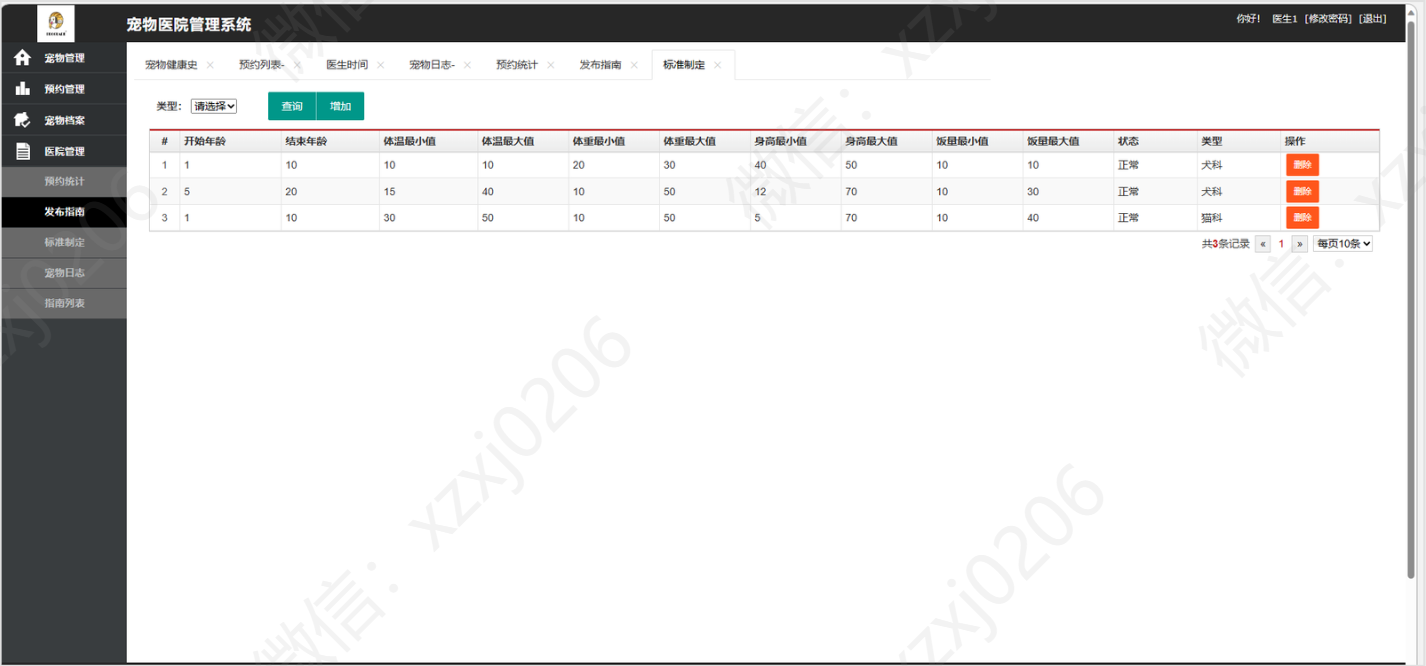 宠物医院管理系统
你好! 医生1 [修改密码] [退出]
宠物管理
预约管理
宠物档案
医院管理
预约统计
发布指南
标准制定
宠物日志
指南列表
宠物健康史 × 预约列表- × 医生时间 × 宠物日志- × 预约统计 × 发布指南 × 标准制定 ×
类型: 请选择 查询 增加
# 开始年龄 结束年龄 体温最小值 体温最大值 体重最小值 体重最大值 身高最小值 身高最大值 饭量最小值 饭量最大值 状态 类型 操作
1 1 10 10 10 20 30 40 50 10 10 正常 犬科 删除
2 5 20 15 40 10 50 12 70 10 30 正常 犬科 删除
3 1 10 30 50 10 50 5 70 10 40 正常 猫科 删除
共3条记录 « 1 » 每页10条
微信: xzxj0206
微信: xzxj0206